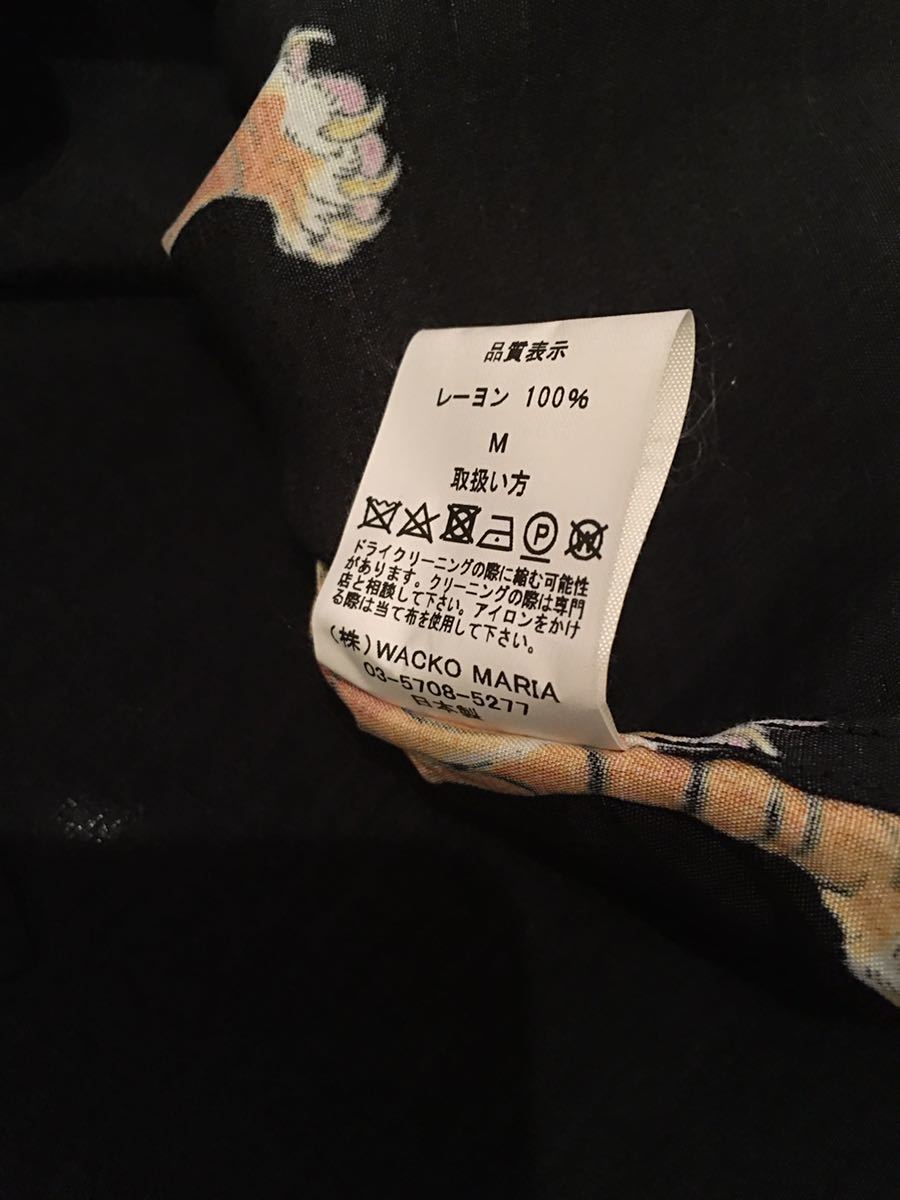 品質表示
レーヨン 100%
M
取扱い方
P
W
ドライクリーニングの際に縮む可能性
があります。クリーニングの際は専門
店と相談して下さい。アイロンをかけ
る際は当て布を使用して下さい。
(株)WACKO MARIA
03-5708-5277
日本製